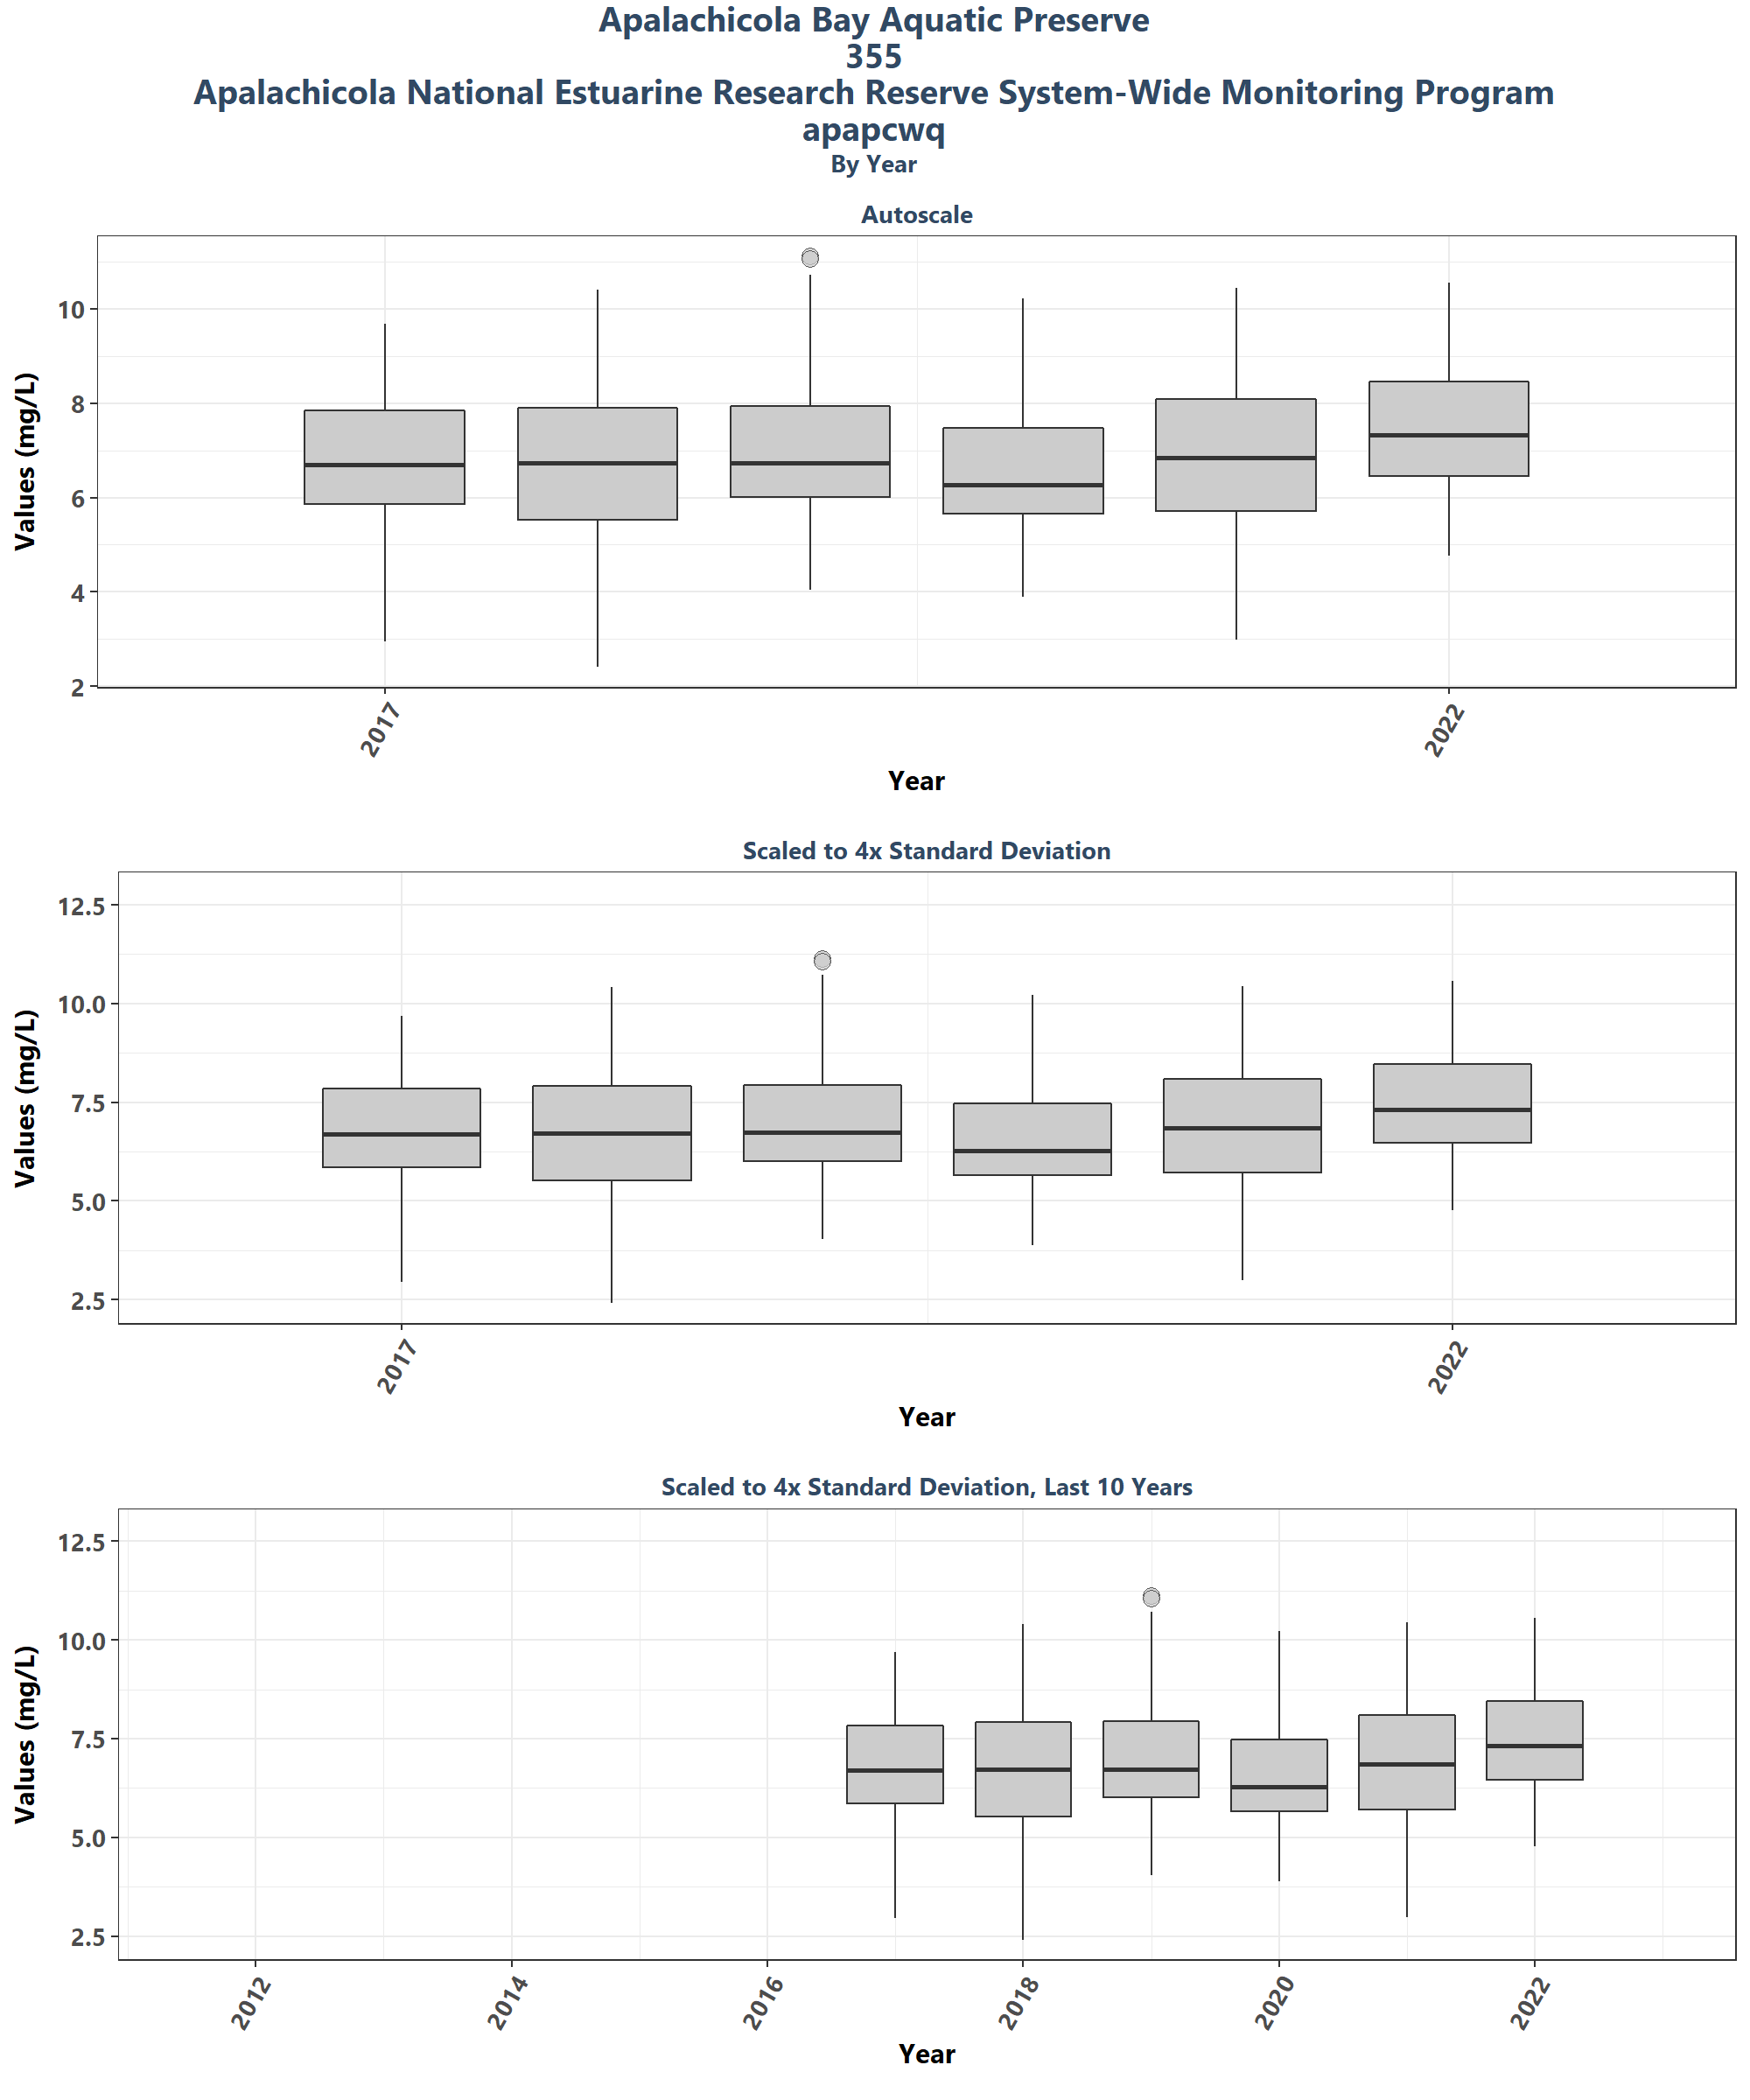 Apalachicola Bay Aquatic Preserve
355
Apalachicola National Estuarine Research Reserve System-Wide Monitoring Program
apapcwq
By Year
Autoscale
Values (mg/L)
10
8
6
4
2
2017
2022
Year
Scaled to 4x Standard Deviation
Values (mg/L)
12.5
10.0
7.5
5.0
2.5
2017
2022
Year
Scaled to 4x Standard Deviation, Last 10 Years
Values (mg/L)
12.5
10.0
7.5
5.0
2.5
2012
2014
2016
2018
2020
2022
Year